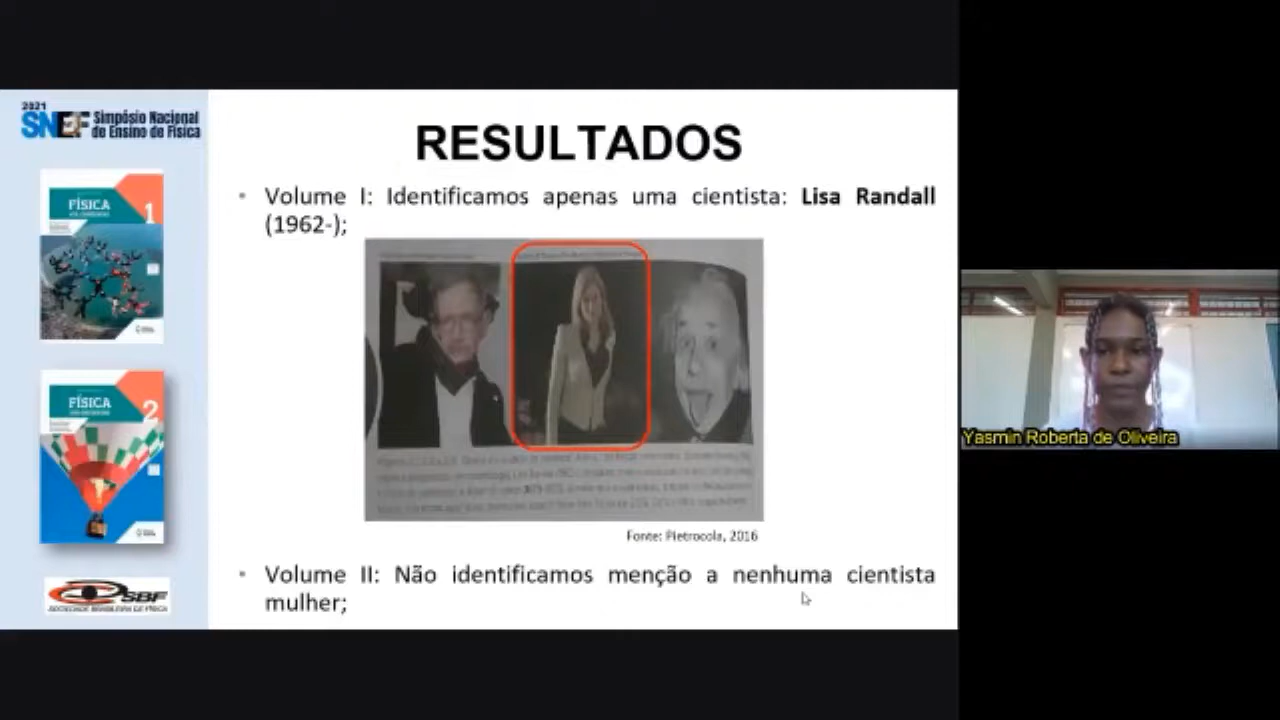 2021
SNEF Simpósio Nacional
de Ensino de Física
RESULTADOS
• Volume I: Identificamos apenas uma cientista: Lisa Randall
(1962-);
FÍSICA
1
FÍSICA
2
Fonte: Pietrocola, 2016
• Volume II: Não identificamos menção a nenhuma cientista
mulher;
SBF
SOCIEDADE BRASILEIRA DE FÍSICA
Yasmin Roberta de Oliveira